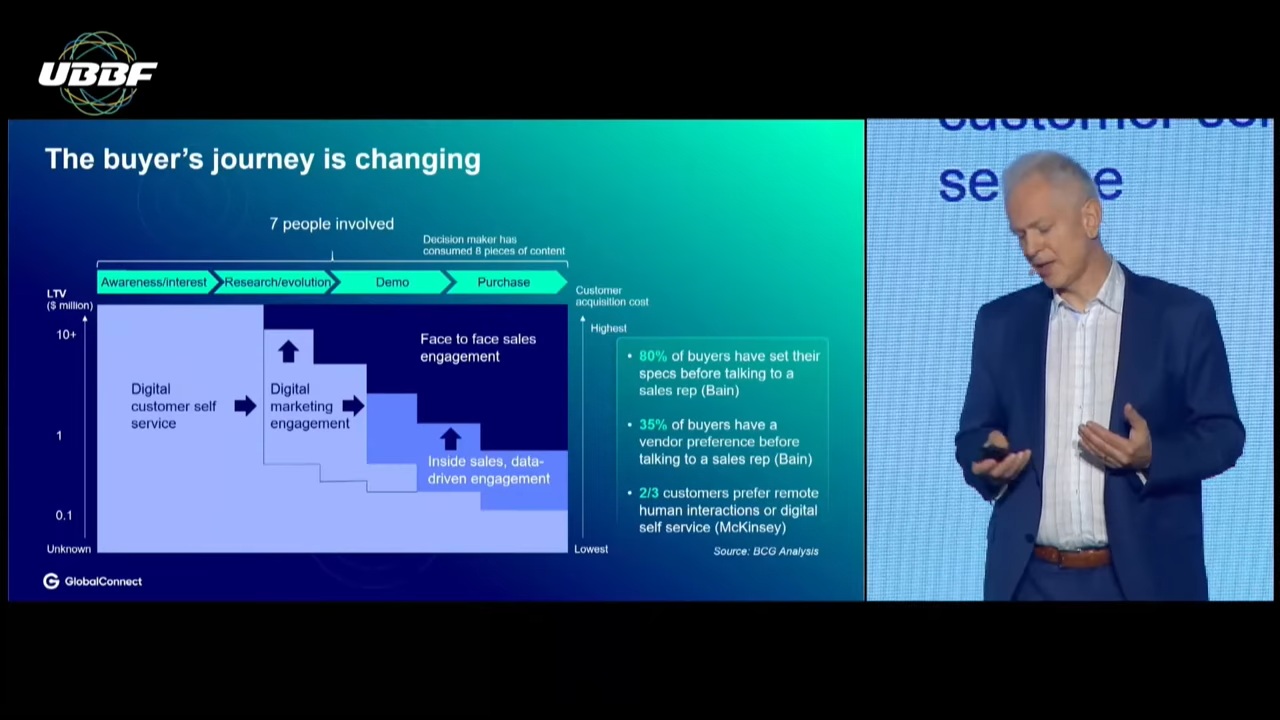 UBBF
The buyer's journey is changing
7 people involved
Decision maker has
consumed 8 pieces of content
Awareness/interest
Research/evolution
Demo
Purchase
LTV
($ million)
Customer
acquisition cost
10+
Highest
Face to face sales
engagement
Digital
customer self
service
Digital
marketing
engagement
1
Inside sales, data-
driven engagement
0.1
Unknown
Lowest
• 80% of buyers have set their
specs before talking to a
sales rep (Bain)
• 35% of buyers have a
vendor preference before
talking to a sales rep (Bain)
• 2/3 customers prefer remote
human interactions or digital
self service (McKinsey)
Source: BCG Analysis
GlobalConnect
customer